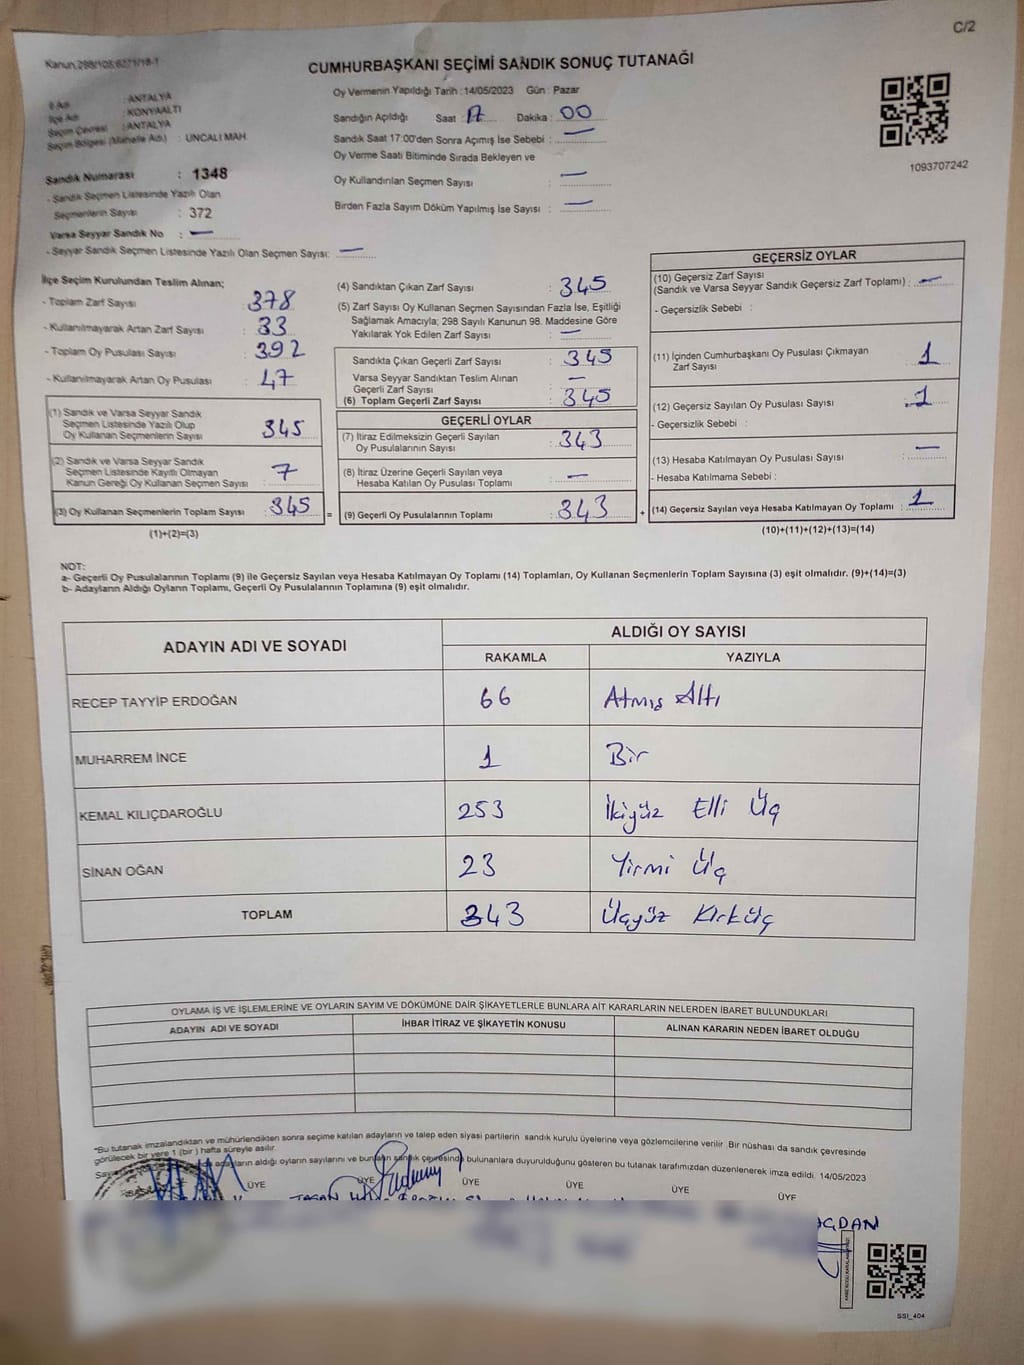 C/2
Kanun,298/105;6271/18-1
CUMHURBAŞKANI SEÇİMİ SANDIK SONUÇ TUTANAĞI
İl Adı : ANTALYA
İlçe Adı : KONYAALTI
Seçim Çevresi : ANTALYA
Seçim Bölgesi (Mahalle Adı) : UNCALI MAH
Sandık Numarası : 1348
- Sandık Seçmen Listesinde Yazılı Olan
Seçmenlerin Sayısı : 372
Varsa Seyyar Sandık No : —
- Seyyar Sandık Seçmen Listesinde Yazılı Olan Seçmen Sayısı: —
Oy Vermenin Yapıldığı Tarih : 14/05/2023 Gün : Pazar
Sandığın Açıldığı Saat : 17 Dakika : 00
Sandık Saat 17:00'den Sonra Açımış İse Sebebi : —
Oy Verme Saati Bitiminde Sırada Bekleyen ve
Oy Kullandırılan Seçmen Sayısı : —
Birden Fazla Sayım Döküm Yapılmış İse Sayısı : —
1093707242
İlçe Seçim Kurulundan Teslim Alınan;
- Toplam Zarf Sayısı : 378
- Kullanılmayarak Artan Zarf Sayısı : 33
- Toplam Oy Pusulası Sayısı : 392
- Kullanılmayarak Artan Oy Pusulası : 47
(1) Sandık ve Varsa Seyyar Sandık
Seçmen Listesinde Yazılı Olup
Oy Kullanan Seçmenlerin Sayısı : 345
(2) Sandık ve Varsa Seyyar Sandık
Seçmen Listesinde Kayıtlı Olmayan
Kanun Gereği Oy Kullanan Seçmen Sayısı : 7
(3) Oy Kullanan Seçmenlerin Toplam Sayısı : 345 =
(1)+(2)=(3)
(4) Sandıktan Çıkan Zarf Sayısı : 345
(5) Zarf Sayısı Oy Kullanan Seçmen Sayısından Fazla İse, Eşitliği
Sağlamak Amacıyla; 298 Sayılı Kanunun 98. Maddesine Göre
Yakılarak Yok Edilen Zarf Sayısı : —
Sandıkta Çıkan Geçerli Zarf Sayısı : 345
Varsa Seyyar Sandıktan Teslim Alınan
Geçerli Zarf Sayısı : —
(6) Toplam Geçerli Zarf Sayısı : 345
GEÇERLİ OYLAR
(7) İtiraz Edilmeksizin Geçerli Sayılan
Oy Pusulalarının Sayısı : 343
(8) İtiraz Üzerine Geçerli Sayılan veya
Hesaba Katılan Oy Pusulası Toplamı : —
(9) Geçerli Oy Pusulalarının Toplamı : 343 +
GEÇERSİZ OYLAR
(10) Geçersiz Zarf Sayısı
(Sandık ve Varsa Seyyar Sandık Geçersiz Zarf Toplamı) : —
- Geçersizlik Sebebi :
(11) İçinden Cumhurbaşkanı Oy Pusulası Çıkmayan
Zarf Sayısı : 1
(12) Geçersiz Sayılan Oy Pusulası Sayısı : 1
- Geçersizlik Sebebi :
(13) Hesaba Katılmayan Oy Pusulası Sayısı : —
- Hesaba Katılmama Sebebi :
(14) Geçersiz Sayılan veya Hesaba Katılmayan Oy Toplamı : 1
(10)+(11)+(12)+(13)=(14)
NOT:
a- Geçerli Oy Pusulalarının Toplamı (9) ile Geçersiz Sayılan veya Hesaba Katılmayan Oy Toplamı (14) Toplamları, Oy Kullanan Seçmenlerin Toplam Sayısına (3) eşit olmalıdır. (9)+(14)=(3)
b- Adayların Aldığı Oyların Toplamı, Geçerli Oy Pusulalarının Toplamına (9) eşit olmalıdır.
ADAYIN ADI VE SOYADI
ALDIĞI OY SAYISI
RAKAMLA YAZIYLA
RECEP TAYYİP ERDOĞAN 66 Atmış Altı
MUHARREM İNCE 1 Bir
KEMAL KILIÇDAROĞLU 253 İkiyüz Elli Üç
SİNAN OĞAN 23 Yirmi Üç
TOPLAM 343 Üçyüz Kırküç
OYLAMA İŞ VE İŞLEMLERİNE VE OYLARIN SAYIM VE DÖKÜMÜNE DAİR ŞİKAYETLERLE BUNLARA AİT KARARLARIN NELERDEN İBARET BULUNDUKLARI
ADAYIN ADI VE SOYADI İHBAR İTİRAZ VE ŞİKAYETİN KONUSU ALINAN KARARIN NEDEN İBARET OLDUĞU
*Bu tutanak imzalandıktan ve mühürlendikten sonra seçime katılan adayların ve talep eden siyasi partilerin sandık kurulu üyelerine veya gözlemcilerine verilir. Bir nüshası da sandık çevresinde
görülecek bir yere 1 (bir) hafta süreyle asılır.
adayların aldığı oyların sayılarını ve bunların sandık çevresinde bulunanlara duyurulduğunu gösteren bu tutanak tarafımızdan düzenlenerek imza edildi. 14/05/2023
ÜYE ÜYE ÜYE ÜYE ÜYE ÜYE
SSI_404